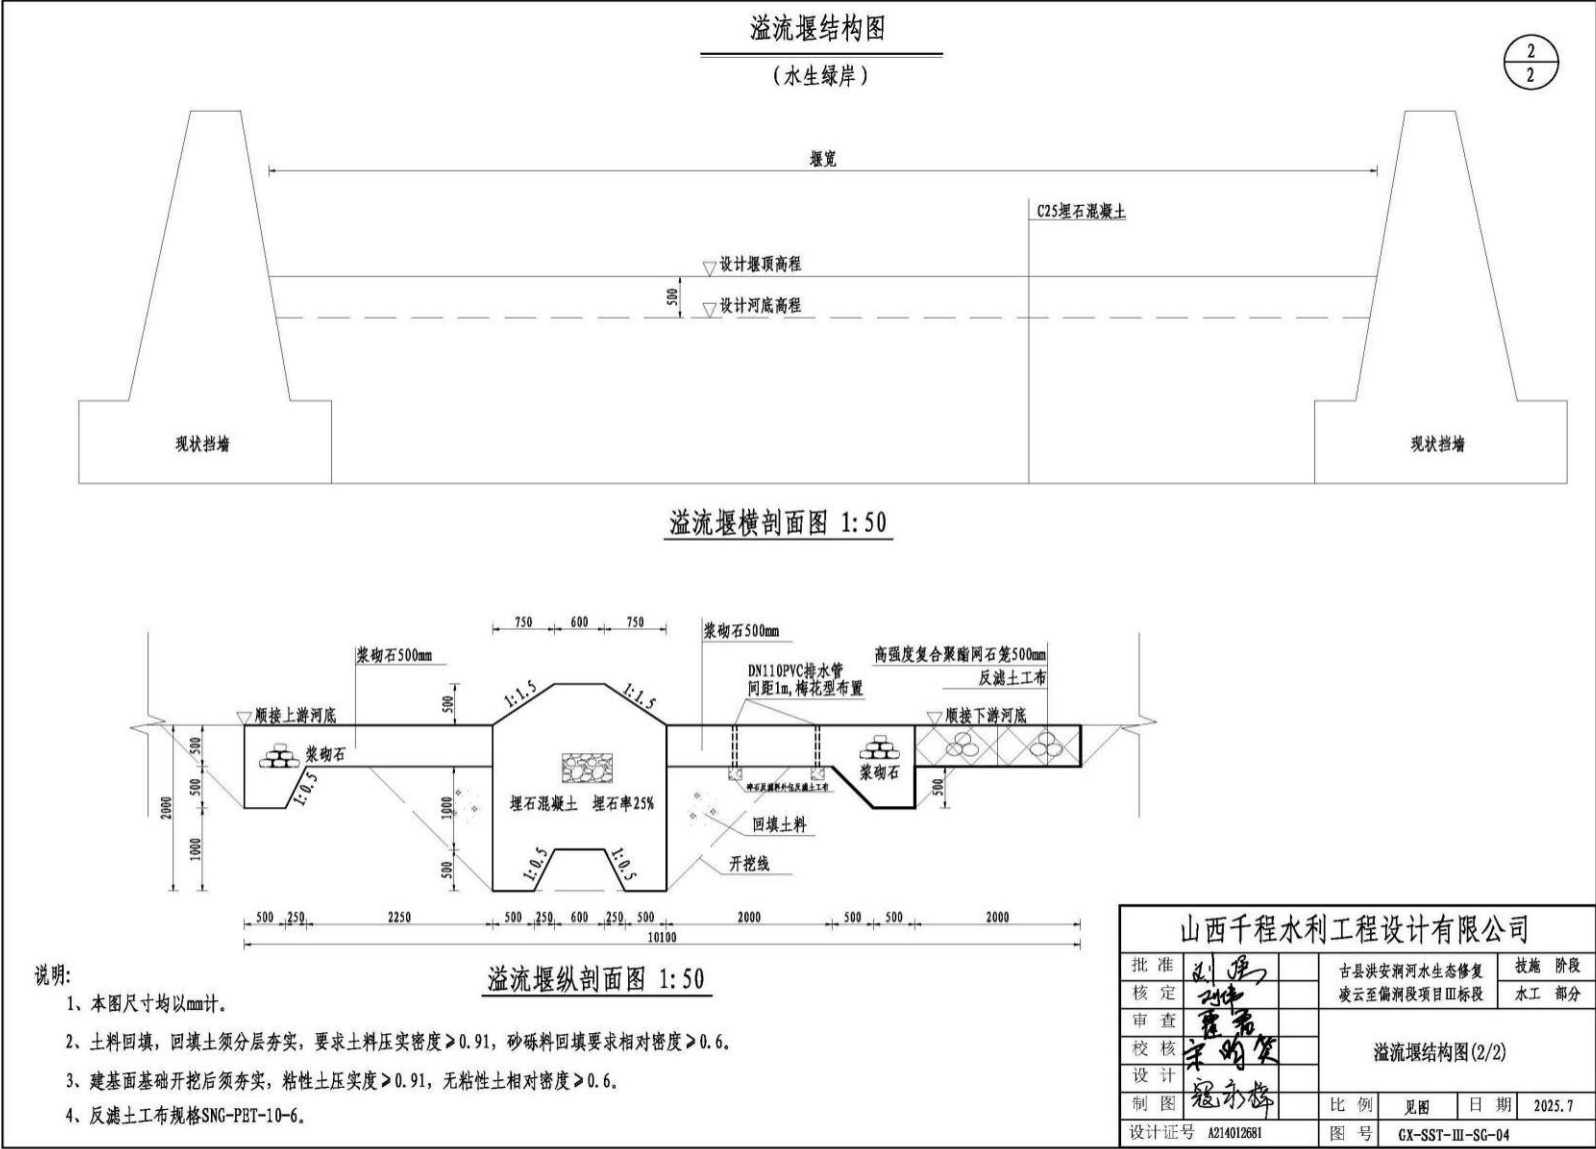 溢流堰结构图
(水生绿岸)
2
2
堰宽
C25埋石混凝土
设计堰顶高程
500
设计河底高程
现状挡墙
现状挡墙
溢流堰横剖面图 1:50
750 600 750
浆砌石500mm
浆砌石500mm
DN110PVC排水管
间距1m,梅花型布置
高强度复合聚酯网石笼500mm
反滤土工布
500
1:1.5
1:1.5
顺接上游河底
顺接下游河底
浆砌石
浆砌石
500
500
1000
2000
1:0.5
埋石混凝土 埋石率25%
碎石反滤料外包反滤土工布
1000
500
500
1:0.5
1:0.5
回填土料
开挖线
500 250 2250 500 250 600 250 500 2000 500 500 2000
10100
溢流堰纵剖面图 1:50
说明:
1、本图尺寸均以mm计。
2、土料回填，回填土须分层夯实，要求土料压实密度≥0.91，砂砾料回填要求相对密度≥0.6。
3、建基面基础开挖后须夯实，粘性土压实度≥0.91，无粘性土相对密度≥0.6。
4、反滤土工布规格SNG-PET-10-6。
山西千程水利工程设计有限公司
批准
核定
审查
校核
设计
制图
古县洪安涧河水生态修复
凌云至偏涧段项目Ⅲ标段
技施 阶段
水工 部分
溢流堰结构图(2/2)
比例 见图 日期 2025.7
设计证号 A214012681 图号 GX-SST-Ⅲ-SG-04